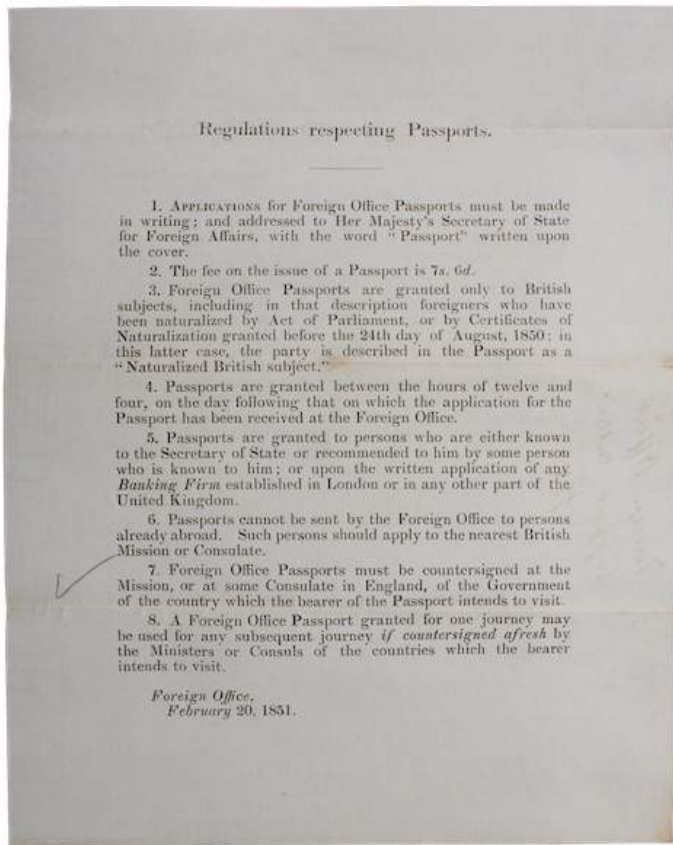 Regulations respecting Passports.
1. APPLICATIONS for Foreign Office Passports must be made
in writing; and addressed to Her Majesty's Secretary of State
for Foreign Affairs, with the word "Passport" written upon
the cover.
2. The fee on the issue of a Passport is 7s. 6d.
3. Foreign Office Passports are granted only to British
subjects, including in that description foreigners who have
been naturalized by Act of Parliament, or by Certificates of
Naturalization granted before the 24th day of August, 1850: in
this latter case, the party is described in the Passport as a
"Naturalized British subject."
4. Passports are granted between the hours of twelve and
four, on the day following that on which the application for the
Passport has been received at the Foreign Office.
5. Passports are granted to persons who are either known
to the Secretary of State or recommended to him by some person
who is known to him; or upon the written application of any
Banking Firm established in London or in any other part of the
United Kingdom.
6. Passports cannot be sent by the Foreign Office to persons
already abroad. Such persons should apply to the nearest British
Mission or Consulate.
7. Foreign Office Passports must be countersigned at the
Mission, or at some Consulate in England, of the Government
of the country which the bearer of the Passport intends to visit.
8. A Foreign Office Passport granted for one journey may
be used for any subsequent journey if countersigned afresh by
the Ministers or Consuls of the countries which the bearer
intends to visit.
Foreign Office,
February 20, 1851.